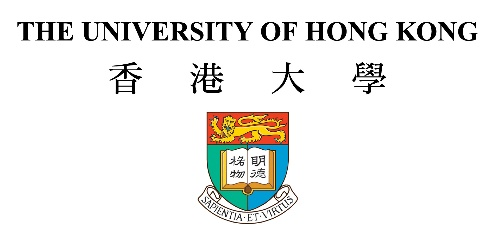 THE UNIVERSITY OF HONG KONG
香港大學
明德
格物
SAPIENTIA·ET·VIRTUS